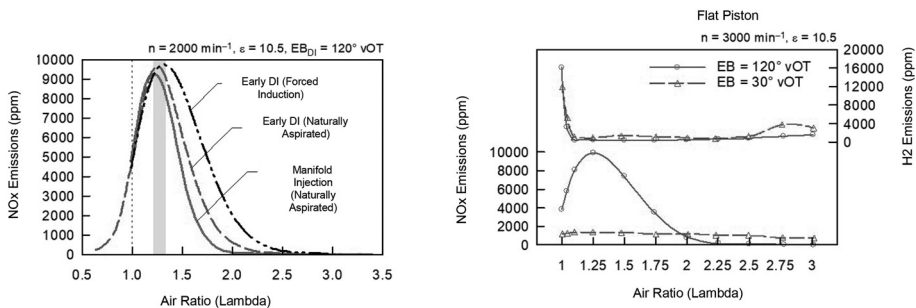 n = 2000 min⁻¹, ε = 10.5, EB_DI = 120° vOT
10000
9000
8000
7000
6000
5000
4000
3000
2000
1000
0
NOx Emissions (ppm)
Early DI (Forced
Induction)
Early DI (Naturally
Aspirated)
Manifold
Injection
(Naturally
Aspirated)
0.5 1.0 1.5 2.0 2.5 3.0 3.5
Air Ratio (Lambda)
Flat Piston
n = 3000 min⁻¹, ε = 10.5
EB = 120° vOT
EB = 30° vOT
20000
16000
12000
8000
4000
0
H2 Emissions (ppm)
10000
8000
6000
4000
2000
0
NOx Emissions (ppm)
1 1.25 1.5 1.75 2 2.25 2.5 2.75 3
Air Ratio (Lambda)